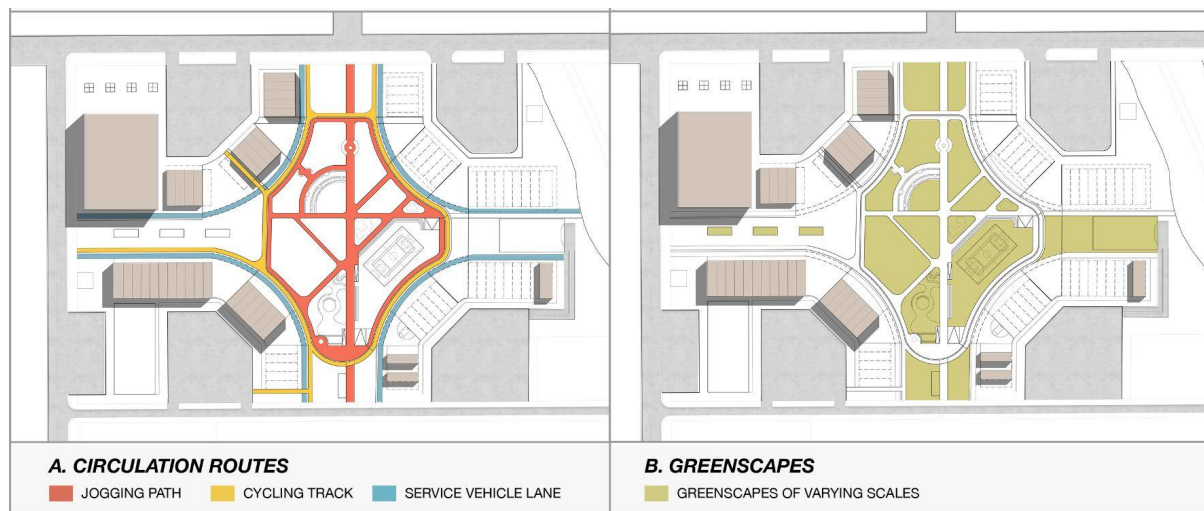 A. CIRCULATION ROUTES
JOGGING PATH CYCLING TRACK SERVICE VEHICLE LANE
B. GREENSCAPES
GREENSCAPES OF VARYING SCALES